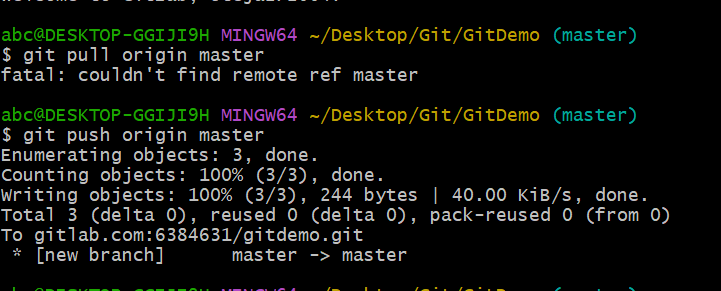 abc@DESKTOP-GGIJI9H MINGW64 ~/Desktop/Git/GitDemo (master)
$ git pull origin master
fatal: couldn't find remote ref master
abc@DESKTOP-GGIJI9H MINGW64 ~/Desktop/Git/GitDemo (master)
$ git push origin master
Enumerating objects: 3, done.
Counting objects: 100% (3/3), done.
Writing objects: 100% (3/3), 244 bytes | 40.00 KiB/s, done.
Total 3 (delta 0), reused 0 (delta 0), pack-reused 0 (from 0)
To gitlab.com:6384631/gitdemo.git
 * [new branch]      master -> master